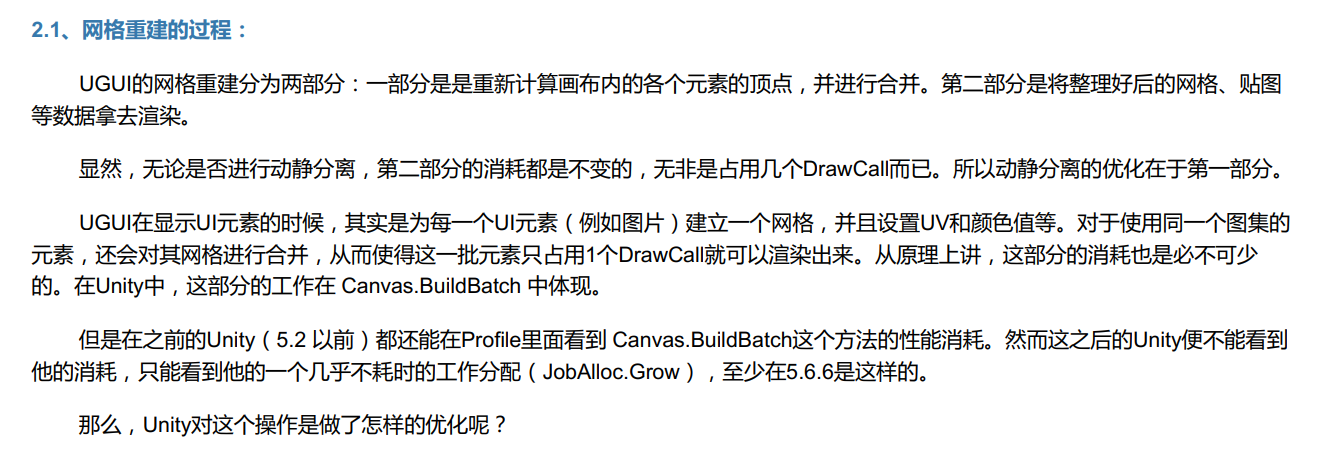 2.1、网格重建的过程：
UGUI的网格重建分为两部分：一部分是是重新计算画布内的各个元素的顶点，并进行合并。第二部分是将整理好后的网格、贴图
等数据拿去渲染。
显然，无论是否进行动静分离，第二部分的消耗都是不变的，无非是占用几个DrawCall而已。所以动静分离的优化在于第一部分。
UGUI在显示UI元素的时候，其实是为每一个UI元素（例如图片）建立一个网格，并且设置UV和颜色值等。对于使用同一个图集的
元素，还会对其网格进行合并，从而使得这一批元素只占用1个DrawCall就可以渲染出来。从原理上讲，这部分的消耗也是必不可少
的。在Unity中，这部分的工作在 Canvas.BuildBatch 中体现。
但是在之前的Unity（5.2 以前）都还能在Profile里面看到 Canvas.BuildBatch这个方法的性能消耗。然而这之后的Unity便不能看到
他的消耗，只能看到他的一个几乎不耗时的工作分配（JobAlloc.Grow），至少在5.6.6是这样的。
那么，Unity对这个操作是做了怎样的优化呢？